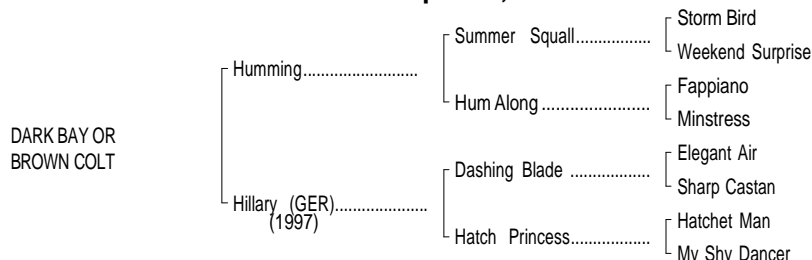 Storm Bird
Summer Squall.................
Weekend Surprise
Humming..........................
Fappiano
Hum Along ........................
Minstress
DARK BAY OR
BROWN COLT
Elegant Air
Dashing Blade ..................
Sharp Castan
Hillary (GER).....................
(1997)
Hatchet Man
Hatch Princess..................
My Shy Dancer